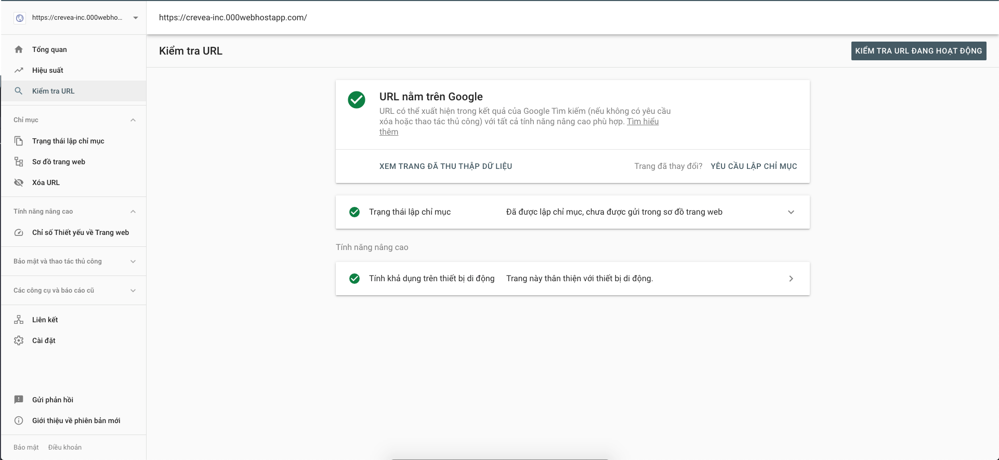 https://crevea-inc.000webho...
https://crevea-inc.000webhostapp.com/
Tổng quan
Hiệu suất
Kiểm tra URL
Chỉ mục
Trạng thái lập chỉ mục
Sơ đồ trang web
Xóa URL
Tính năng nâng cao
Chỉ số Thiết yếu về Trang web
Bảo mật và thao tác thủ công
Các công cụ và báo cáo cũ
Liên kết
Cài đặt
Gửi phản hồi
Giới thiệu về phiên bản mới
Bảo mật Điều khoản
Kiểm tra URL
KIỂM TRA URL ĐANG HOẠT ĐỘNG
URL nằm trên Google
URL có thể xuất hiện trong kết quả của Google Tìm kiếm (nếu không có yêu cầu
xóa hoặc thao tác thủ công) với tất cả tính năng nâng cao phù hợp. Tìm hiểu
thêm
XEM TRANG ĐÃ THU THẬP DỮ LIỆU
Trang đã thay đổi? YÊU CẦU LẬP CHỈ MỤC
Trạng thái lập chỉ mục Đã được lập chỉ mục, chưa được gửi trong sơ đồ trang web
Tính năng nâng cao
Tính khả dụng trên thiết bị di động Trang này thân thiện với thiết bị di động.